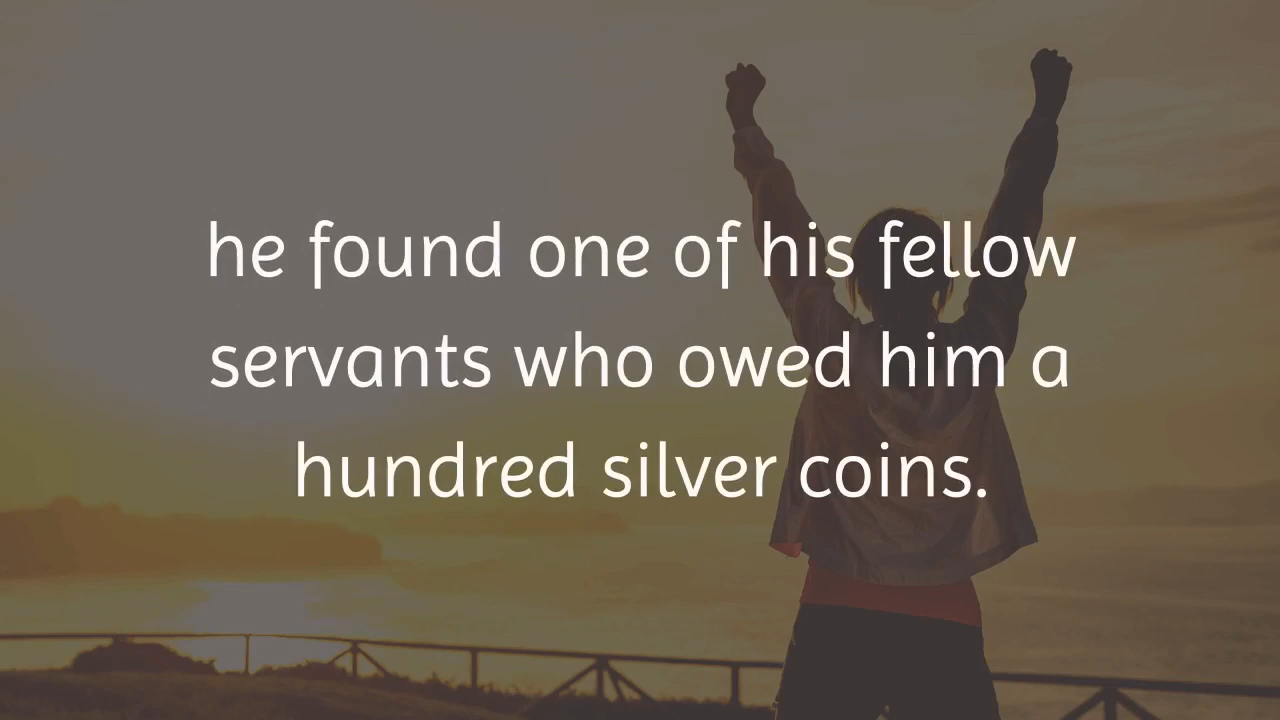 he found one of his fellow
servants who owed him a
hundred silver coins.